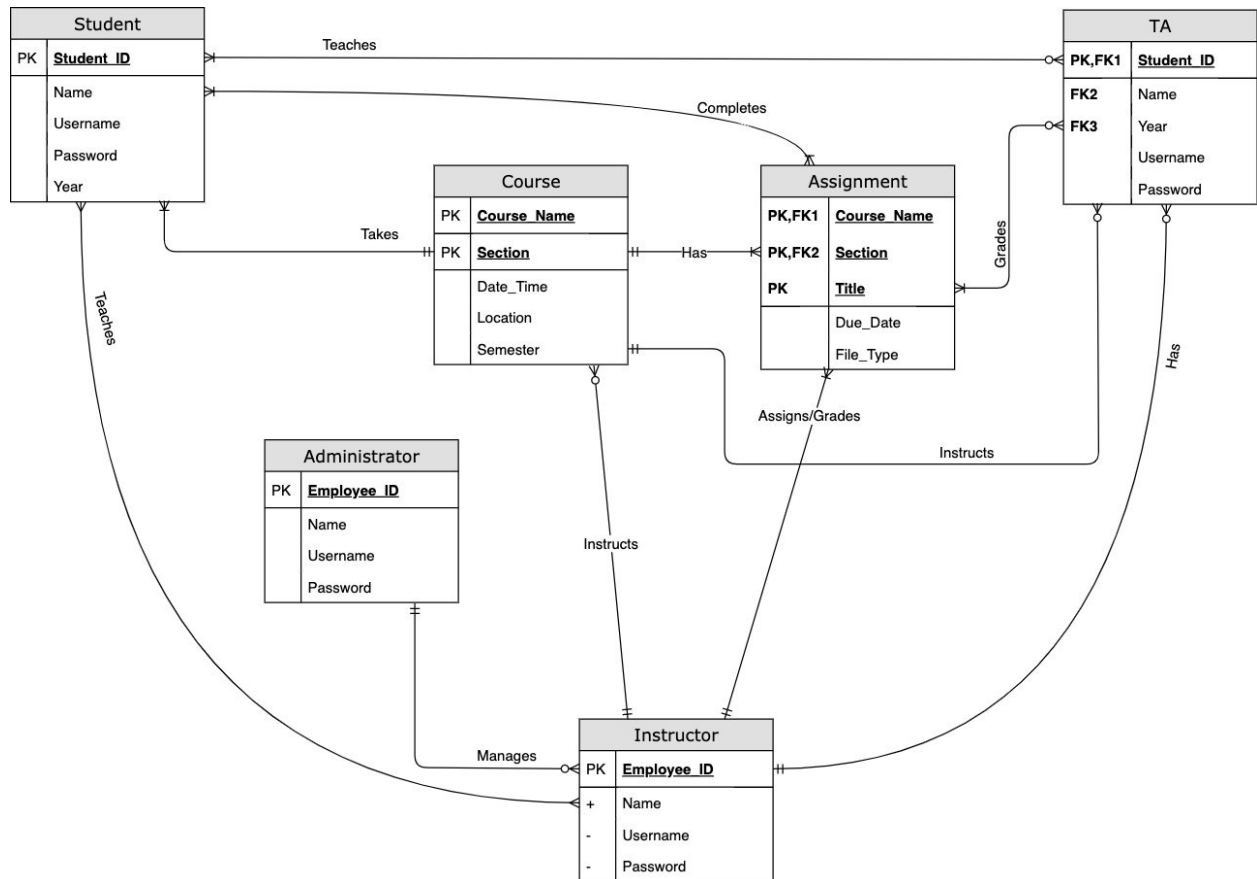 Student
PK Student_ID
Name
Username
Password
Year
Teaches
TA
PK,FK1 Student_ID
FK2 Name
FK3 Year
Username
Password
Completes
Course
PK Course_Name
PK Section
Date_Time
Location
Semester
Takes
Has
Assignment
PK,FK1 Course_Name
PK,FK2 Section
PK Title
Due_Date
File_Type
Grades
Teaches
Has
Assigns/Grades
Instructs
Administrator
PK Employee_ID
Name
Username
Password
Instructs
Manages
Instructor
PK Employee_ID
+ Name
- Username
- Password